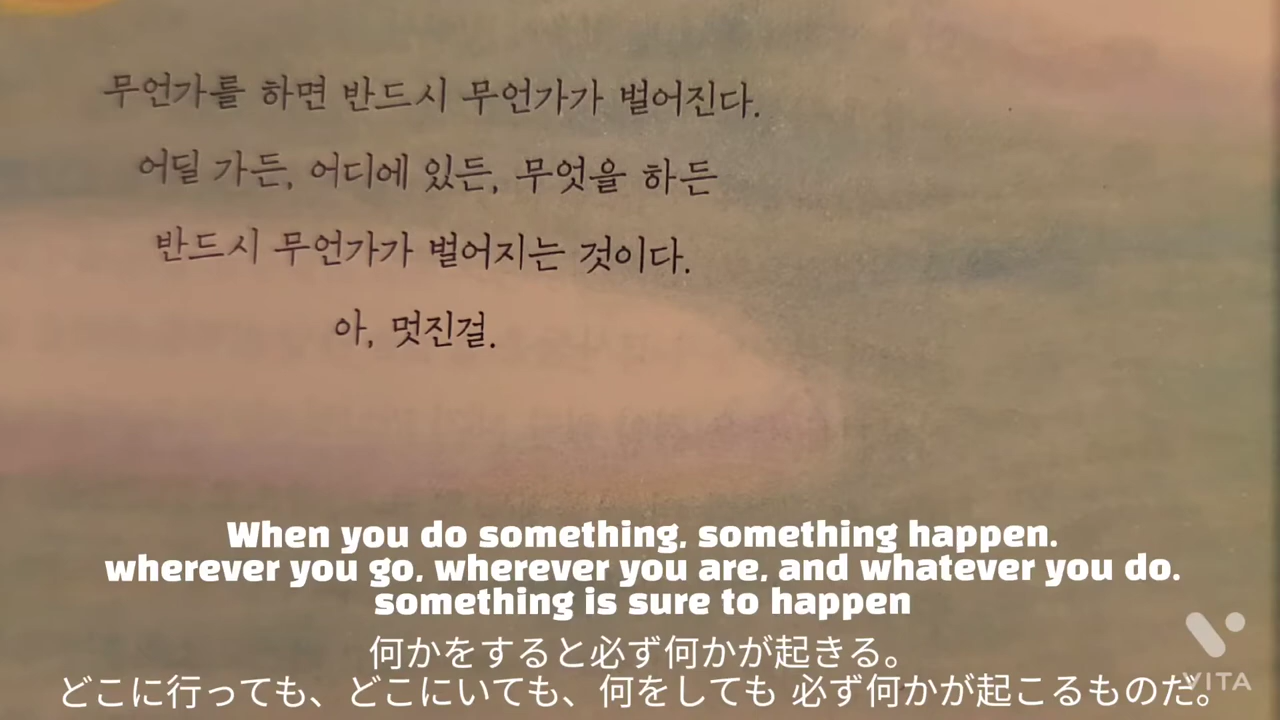 무언가를 하면 반드시 무언가가 벌어진다.
어딜 가든, 어디에 있든, 무엇을 하든
반드시 무언가가 벌어지는 것이다.
아, 멋진걸.
When you do something, something happen.
wherever you go, wherever you are, and whatever you do.
something is sure to happen
何かをすると必ず何かが起きる。
どこに行っても、どこにいても、何をしても 必ず何かが起こるものだ。
VITA